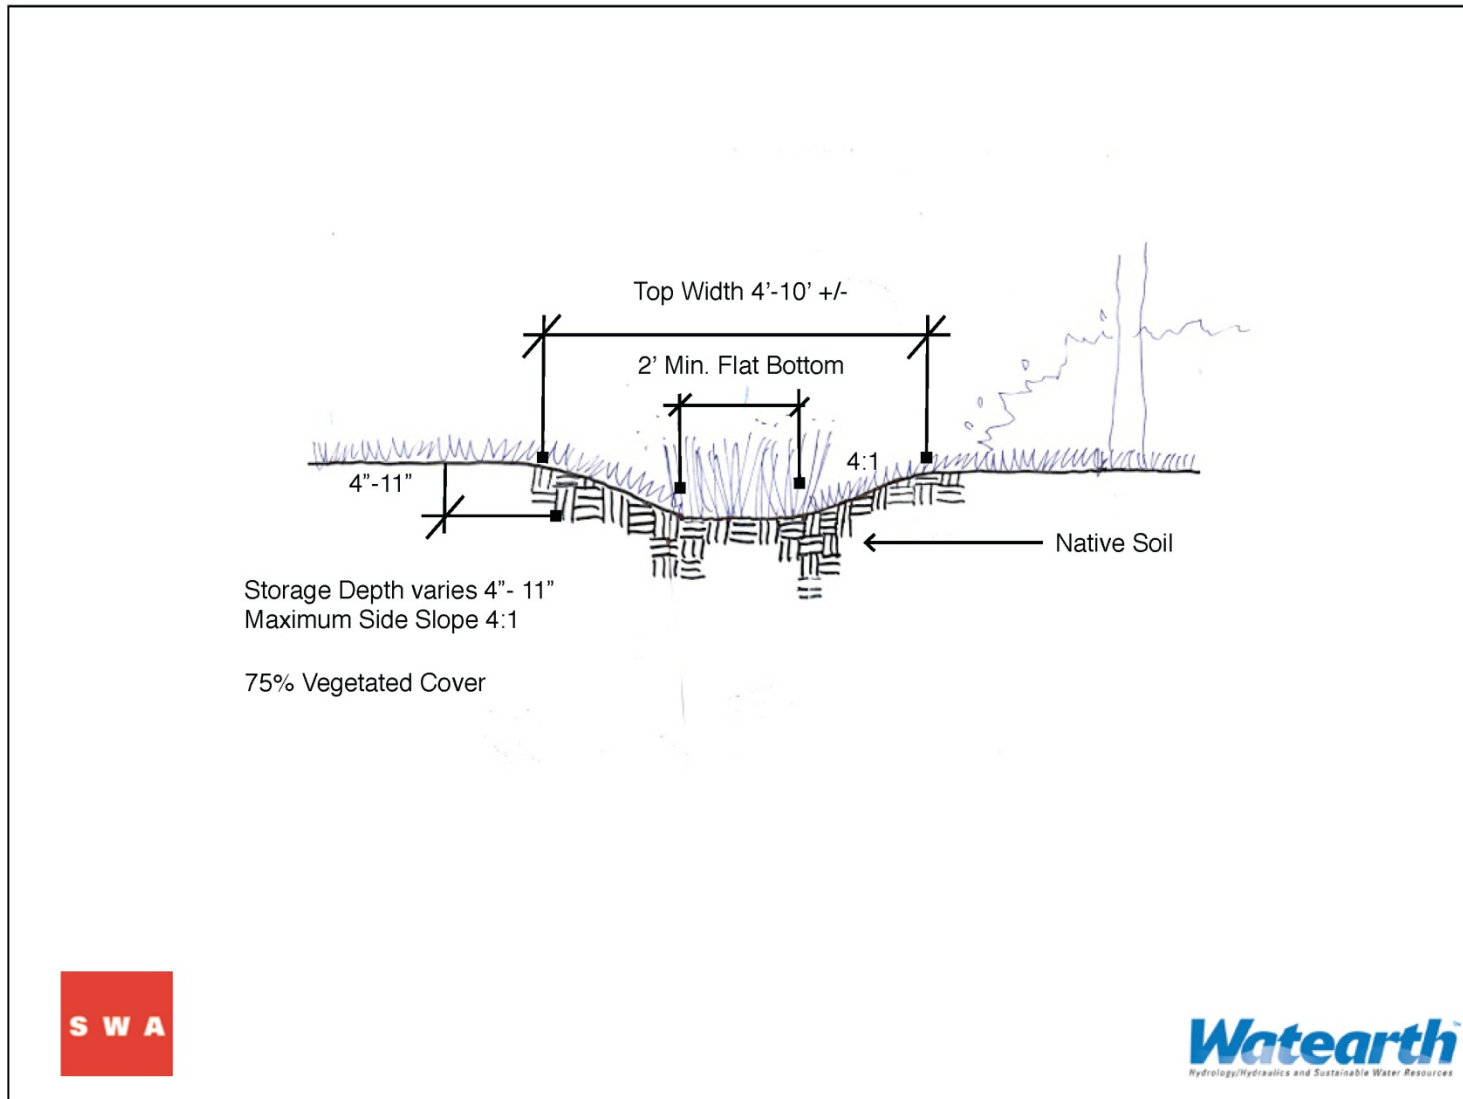 Top Width 4’-10’ +/-
2’ Min. Flat Bottom
4:1
4”-11”
Native Soil
Storage Depth varies 4”- 11”
Maximum Side Slope 4:1
75% Vegetated Cover
SWA
Watearth™
Hydrology/Hydraulics and Sustainable Water Resources